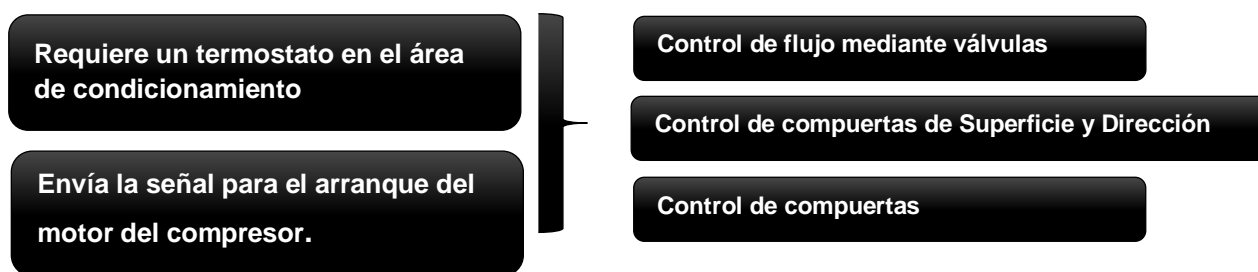 Requiere un termostato en el área
de condicionamiento
Envía la señal para el arranque del
motor del compresor.
Control de flujo mediante válvulas
Control de compuertas de Superficie y Dirección
Control de compuertas